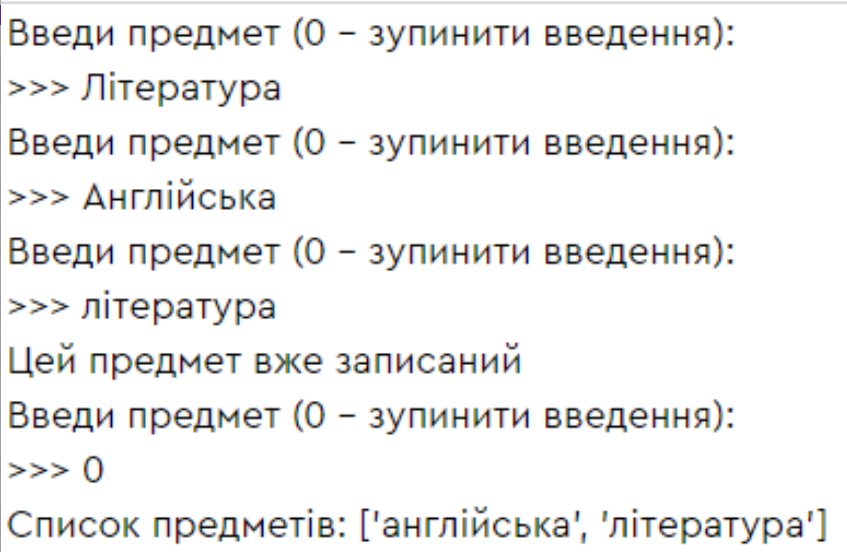 Введи предмет (0 – зупинити введення):
>>> Література
Введи предмет (0 – зупинити введення):
>>> Англійська
Введи предмет (0 – зупинити введення):
>>> література
Цей предмет вже записаний
Введи предмет (0 – зупинити введення):
>>> 0
Список предметів: ['англійська', 'література']